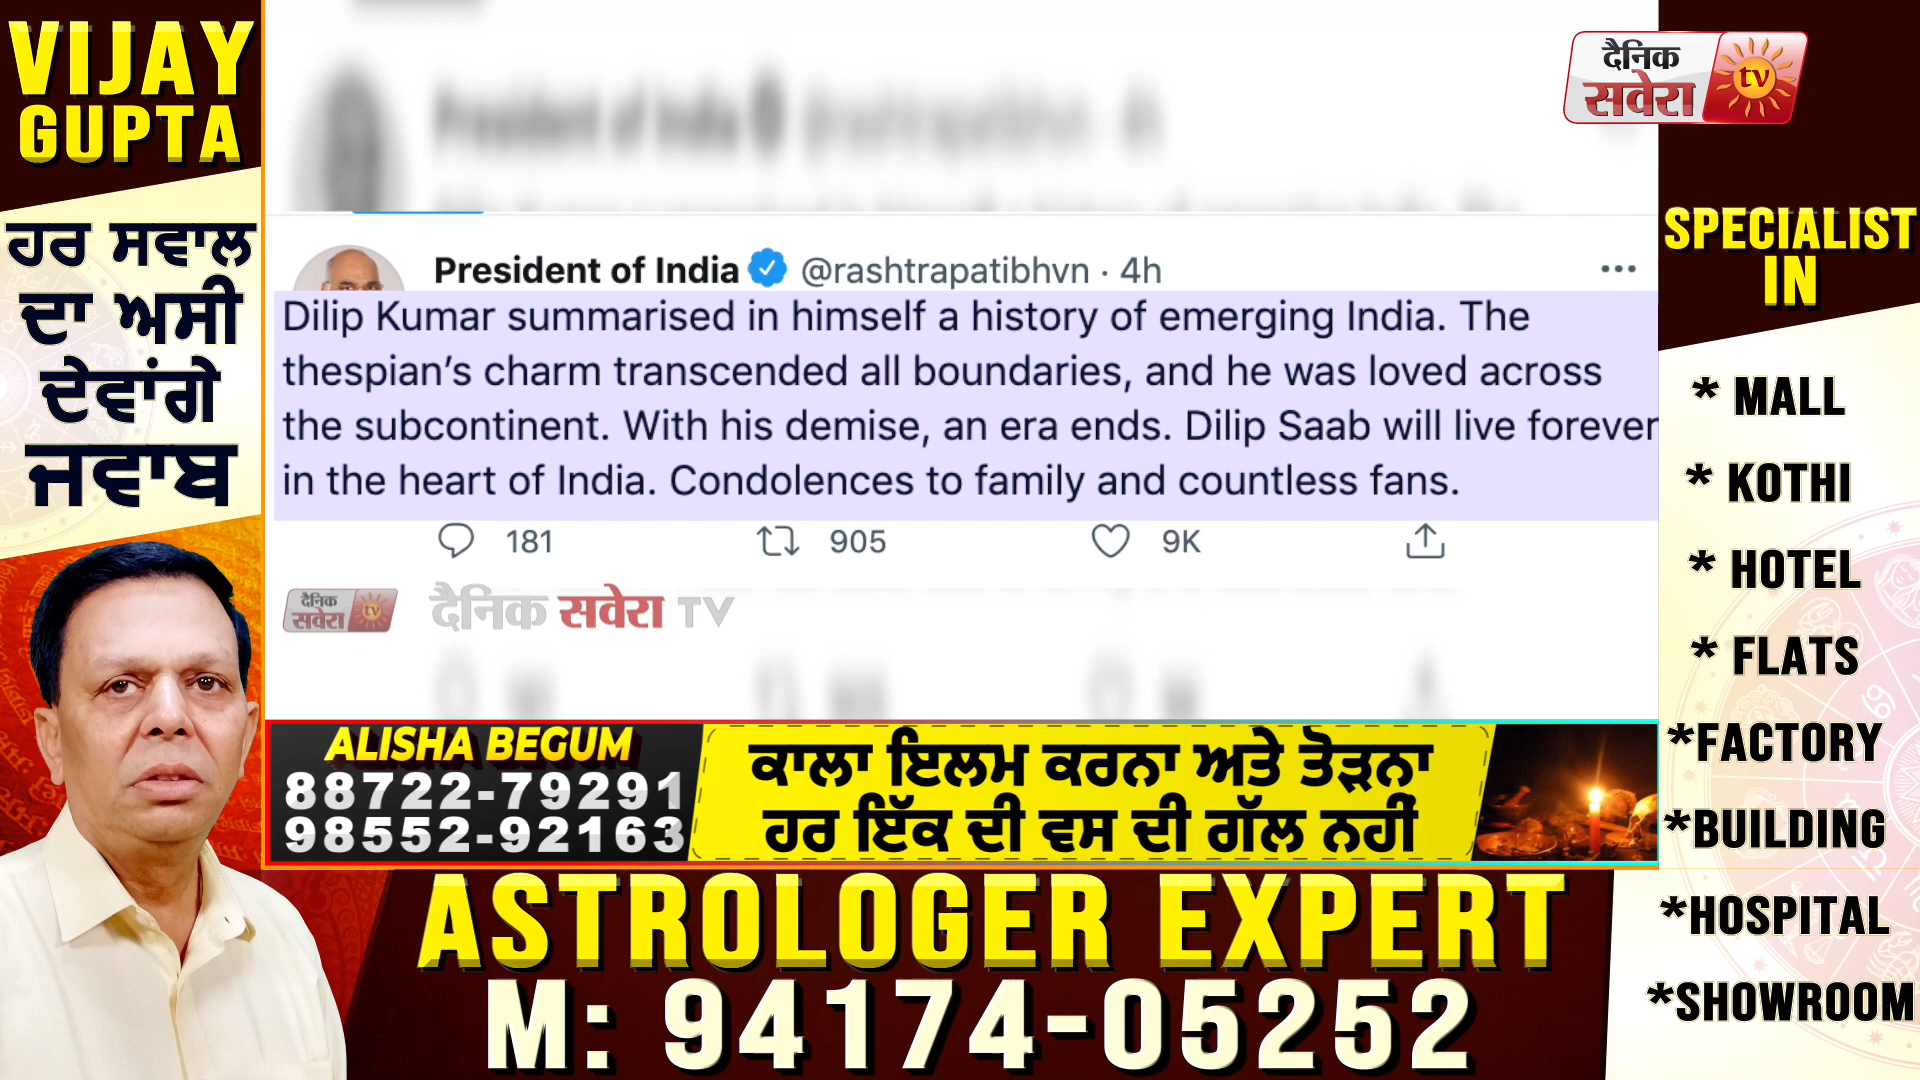 VIJAY
GUPTA
ਹਰ ਸਵਾਲ
ਦਾ ਅਸੀ
ਦੇਵਾਂਗੇ
ਜਵਾਬ
President of India @rashtrapatibhvn · 4h
Dilip Kumar summarised in himself a history of emerging India. The
thespian’s charm transcended all boundaries, and he was loved across
the subcontinent. With his demise, an era ends. Dilip Saab will live forever
in the heart of India. Condolences to family and countless fans.
181 905 9K
दैनिक
सवेरा tv
दैनिक सवेरा TV
दैनिक
सवेरा tv
SPECIALIST
IN
* MALL
* KOTHI
* HOTEL
* FLATS
*FACTORY
*BUILDING
*HOSPITAL
*SHOWROOM
ALISHA BEGUM
88722-79291
98552-92163
ਕਾਲਾ ਇਲਮ ਕਰਨਾ ਅਤੇ ਤੋੜਨਾ
ਹਰ ਇੱਕ ਦੀ ਵਸ ਦੀ ਗੱਲ ਨਹੀਂ
ASTROLOGER EXPERT
M: 94174-05252